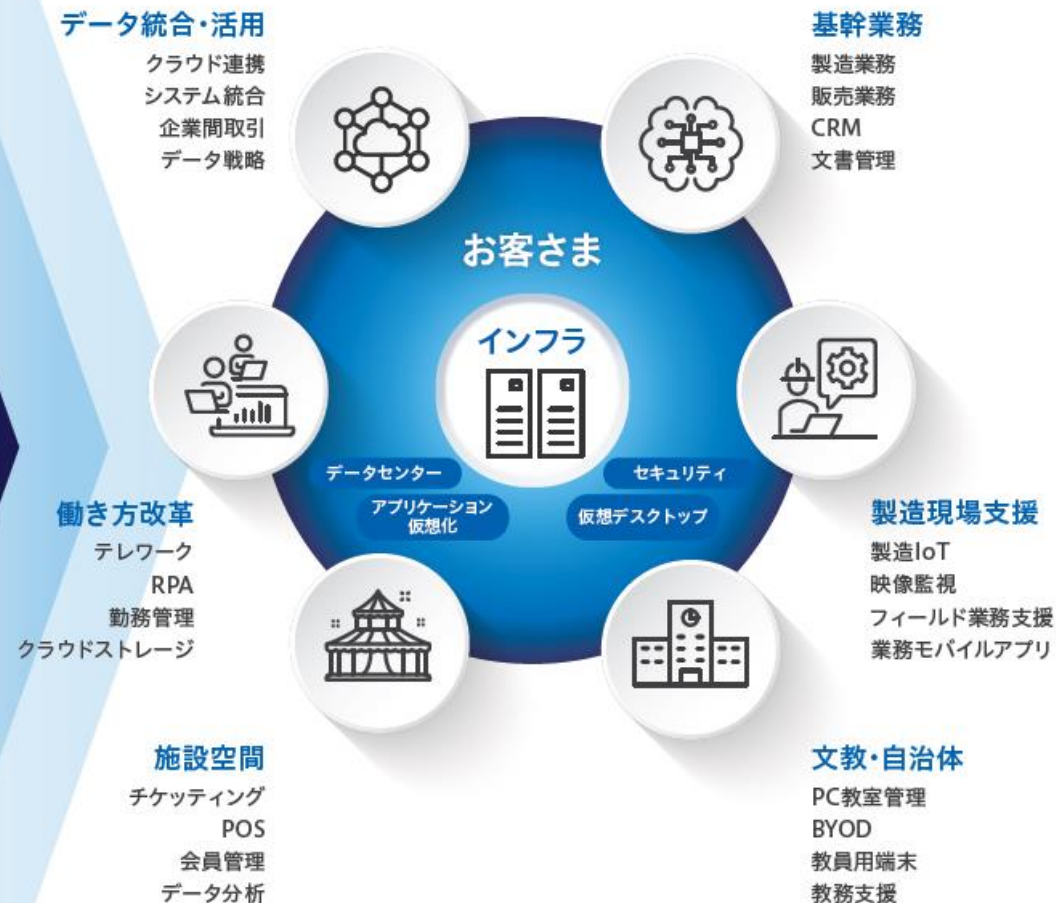 データ統合・活用
クラウド連携
システム統合
企業間取引
データ戦略
基幹業務
製造業務
販売業務
CRM
文書管理
お客さま
インフラ
データセンター
セキュリティ
アプリケーション
仮想化
仮想デスクトップ
働き方改革
テレワーク
RPA
勤務管理
クラウドストレージ
製造現場支援
製造IoT
映像監視
フィールド業務支援
業務モバイルアプリ
施設空間
チケッティング
POS
会員管理
データ分析
文教・自治体
PC教室管理
BYOD
教員用端末
教務支援